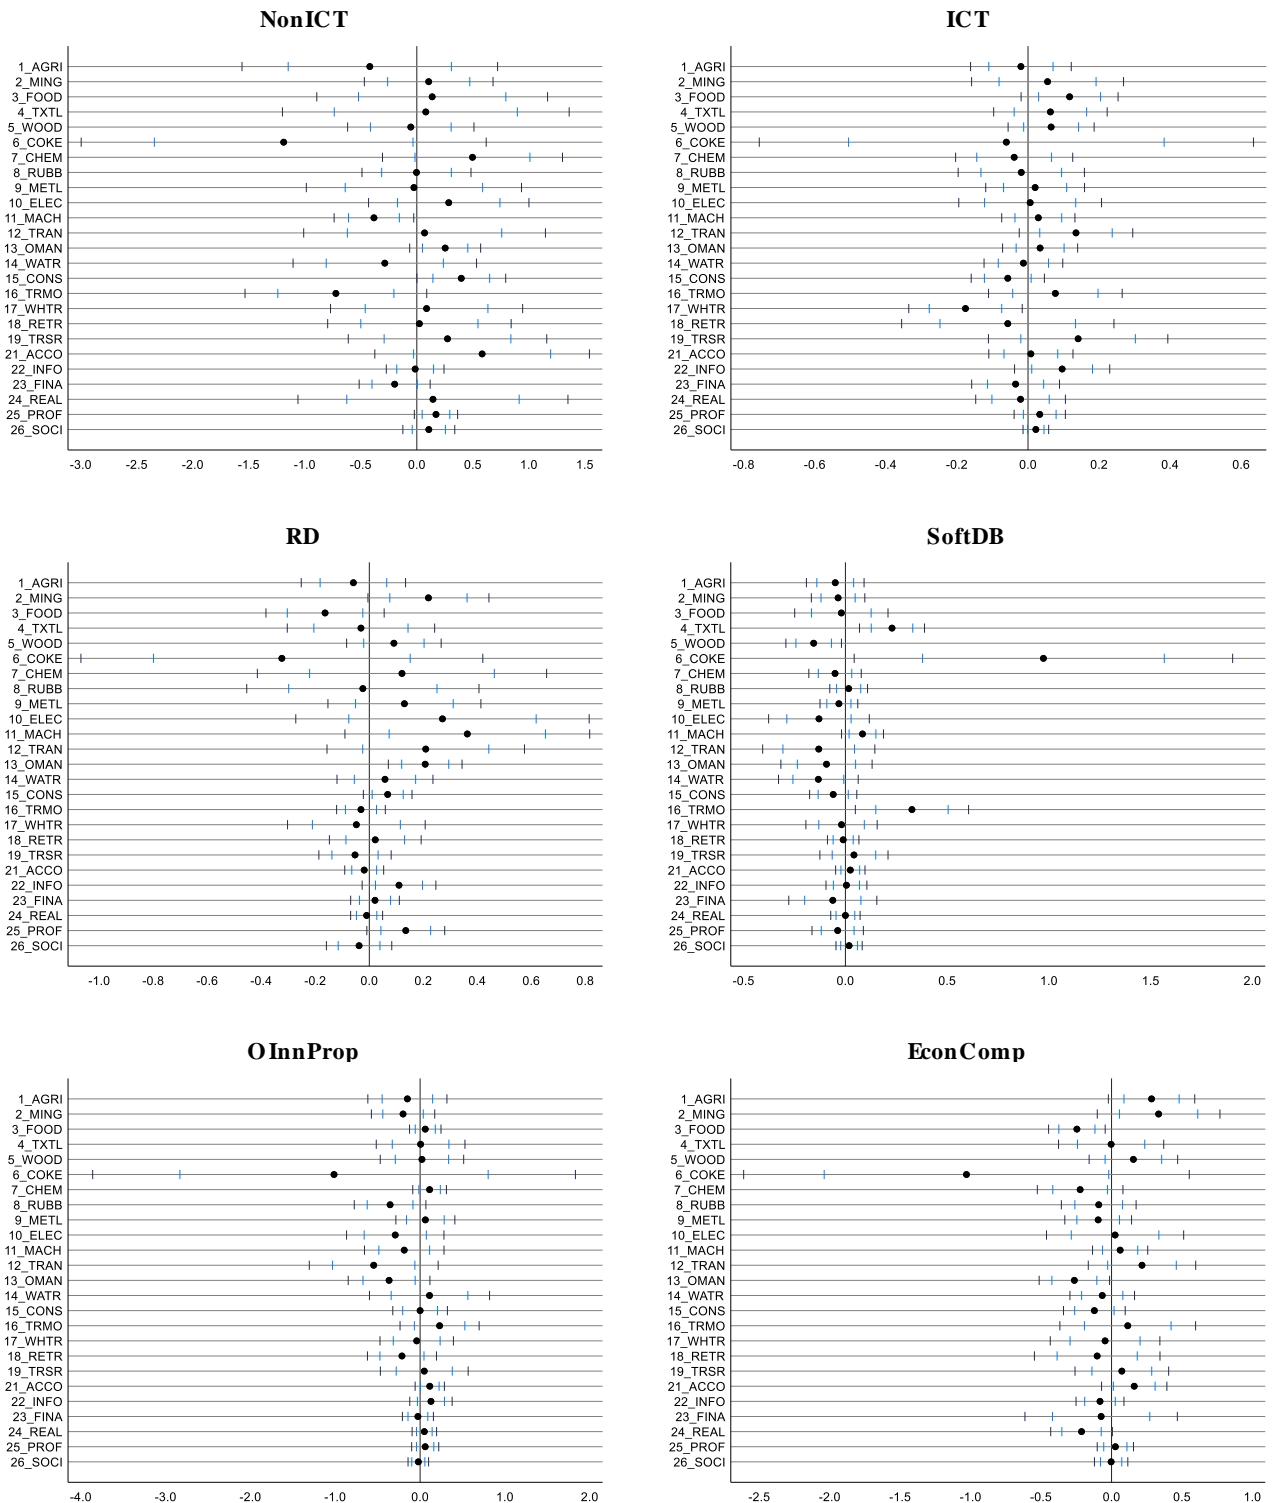 NonICT
1_AGRI
2_MING
3_FOOD
4_TXTL
5_WOOD
6_COKE
7_CHEM
8_RUBB
9_METL
10_ELEC
11_MACH
12_TRAN
13_OMAN
14_WATR
15_CONS
16_TRMO
17_WHTR
18_RETR
19_TRSR
21_ACCO
22_INFO
23_FINA
24_REAL
25_PROF
26_SOCI
-3.0 -2.5 -2.0 -1.5 -1.0 -0.5 0.0 0.5 1.0 1.5
ICT
1_AGRI
2_MING
3_FOOD
4_TXTL
5_WOOD
6_COKE
7_CHEM
8_RUBB
9_METL
10_ELEC
11_MACH
12_TRAN
13_OMAN
14_WATR
15_CONS
16_TRMO
17_WHTR
18_RETR
19_TRSR
21_ACCO
22_INFO
23_FINA
24_REAL
25_PROF
26_SOCI
-0.8 -0.6 -0.4 -0.2 0.0 0.2 0.4 0.6
RD
1_AGRI
2_MING
3_FOOD
4_TXTL
5_WOOD
6_COKE
7_CHEM
8_RUBB
9_METL
10_ELEC
11_MACH
12_TRAN
13_OMAN
14_WATR
15_CONS
16_TRMO
17_WHTR
18_RETR
19_TRSR
21_ACCO
22_INFO
23_FINA
24_REAL
25_PROF
26_SOCI
-1.0 -0.8 -0.6 -0.4 -0.2 0.0 0.2 0.4 0.6 0.8
SoftDB
1_AGRI
2_MING
3_FOOD
4_TXTL
5_WOOD
6_COKE
7_CHEM
8_RUBB
9_METL
10_ELEC
11_MACH
12_TRAN
13_OMAN
14_WATR
15_CONS
16_TRMO
17_WHTR
18_RETR
19_TRSR
21_ACCO
22_INFO
23_FINA
24_REAL
25_PROF
26_SOCI
-0.5 0.0 0.5 1.0 1.5 2.0
OInnProp
1_AGRI
2_MING
3_FOOD
4_TXTL
5_WOOD
6_COKE
7_CHEM
8_RUBB
9_METL
10_ELEC
11_MACH
12_TRAN
13_OMAN
14_WATR
15_CONS
16_TRMO
17_WHTR
18_RETR
19_TRSR
21_ACCO
22_INFO
23_FINA
24_REAL
25_PROF
26_SOCI
-4.0 -3.0 -2.0 -1.0 0.0 1.0 2.0
EconComp
1_AGRI
2_MING
3_FOOD
4_TXTL
5_WOOD
6_COKE
7_CHEM
8_RUBB
9_METL
10_ELEC
11_MACH
12_TRAN
13_OMAN
14_WATR
15_CONS
16_TRMO
17_WHTR
18_RETR
19_TRSR
21_ACCO
22_INFO
23_FINA
24_REAL
25_PROF
26_SOCI
-2.5 -2.0 -1.5 -1.0 -0.5 0.0 0.5 1.0